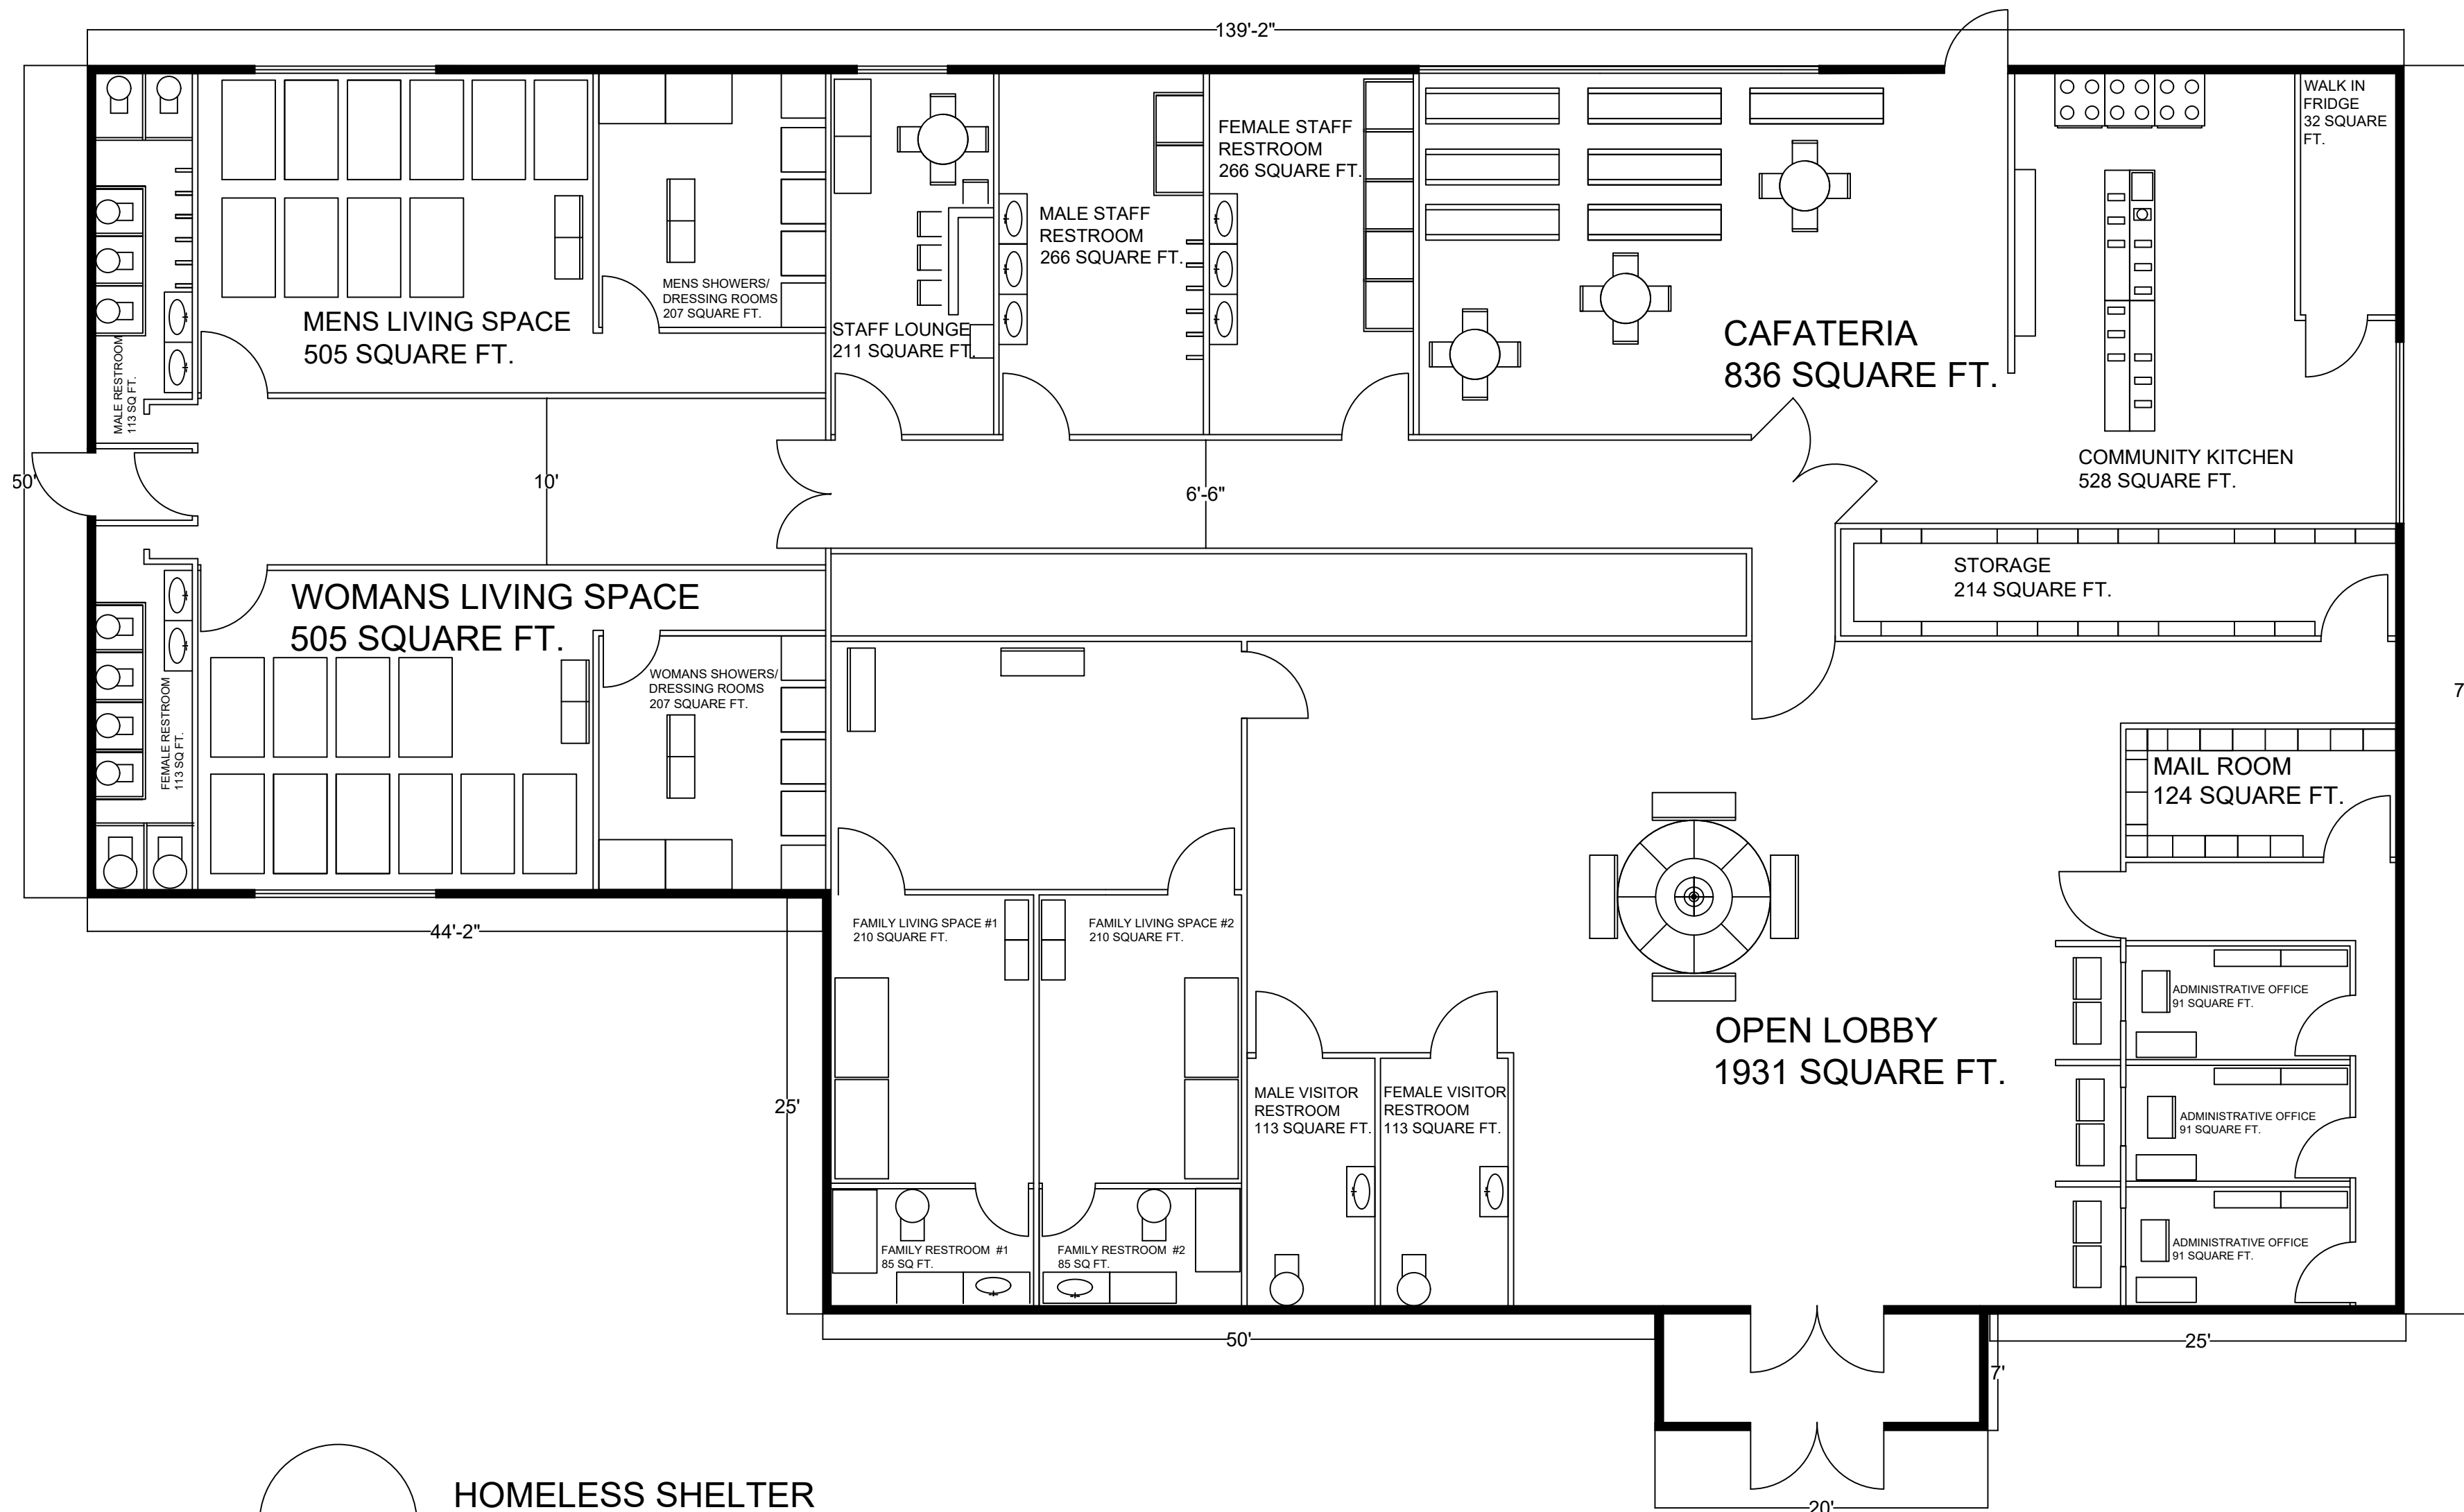 139'-2"
WALK IN
FRIDGE
32 SQUARE
FT.
FEMALE STAFF
RESTROOM
266 SQUARE FT.
MALE STAFF
RESTROOM
266 SQUARE FT.
MENS SHOWERS/
DRESSING ROOMS
207 SQUARE FT.
MENS LIVING SPACE
505 SQUARE FT.
STAFF LOUNGE
211 SQUARE FT.
CAFATERIA
836 SQUARE FT.
MALE RESTROOM
113 SQ FT.
COMMUNITY KITCHEN
528 SQUARE FT.
50'
10'
6'-6"
STORAGE
214 SQUARE FT.
WOMANS LIVING SPACE
505 SQUARE FT.
WOMANS SHOWERS/
DRESSING ROOMS
207 SQUARE FT.
FEMALE RESTROOM
113 SQ FT.
7
MAIL ROOM
124 SQUARE FT.
44'-2"
FAMILY LIVING SPACE #1
210 SQUARE FT.
FAMILY LIVING SPACE #2
210 SQUARE FT.
ADMINISTRATIVE OFFICE
91 SQUARE FT.
OPEN LOBBY
1931 SQUARE FT.
25'
MALE VISITOR
RESTROOM
113 SQUARE FT.
FEMALE VISITOR
RESTROOM
113 SQUARE FT.
ADMINISTRATIVE OFFICE
91 SQUARE FT.
FAMILY RESTROOM #1
85 SQ FT.
FAMILY RESTROOM #2
85 SQ FT.
ADMINISTRATIVE OFFICE
91 SQUARE FT.
50'
25'
7'
HOMELESS SHELTER
20'